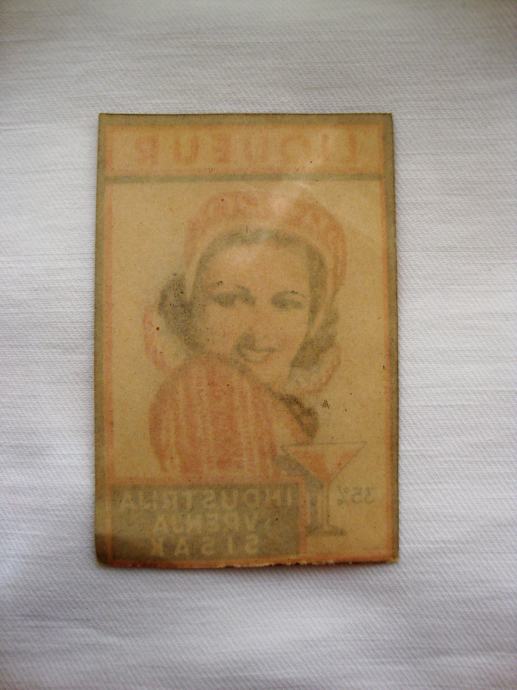 LIQUEUR
35%
INDUSTRIJA
VRENJA
SISAK